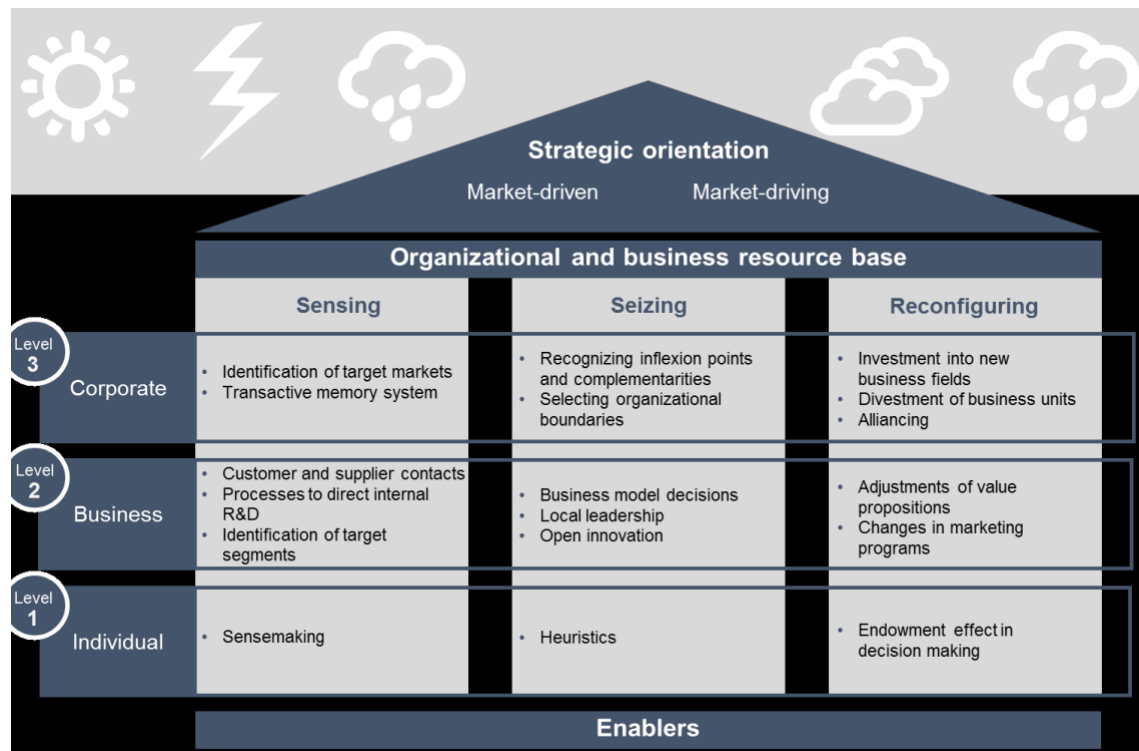 Strategic orientation
Market-driven Market-driving
Organizational and business resource base
Sensing Seizing Reconfiguring
Level
3
Corporate
• Identification of target markets
• Transactive memory system
• Recognizing inflexion points
and complementarities
• Selecting organizational
boundaries
• Investment into new
business fields
• Divestment of business units
• Alliancing
Level
2
Business
• Customer and supplier contacts
• Processes to direct internal
R&D
• Identification of target
segments
• Business model decisions
• Local leadership
• Open innovation
• Adjustments of value
propositions
• Changes in marketing
programs
Level
1
Individual
• Sensemaking
• Heuristics
• Endowment effect in
decision making
Enablers